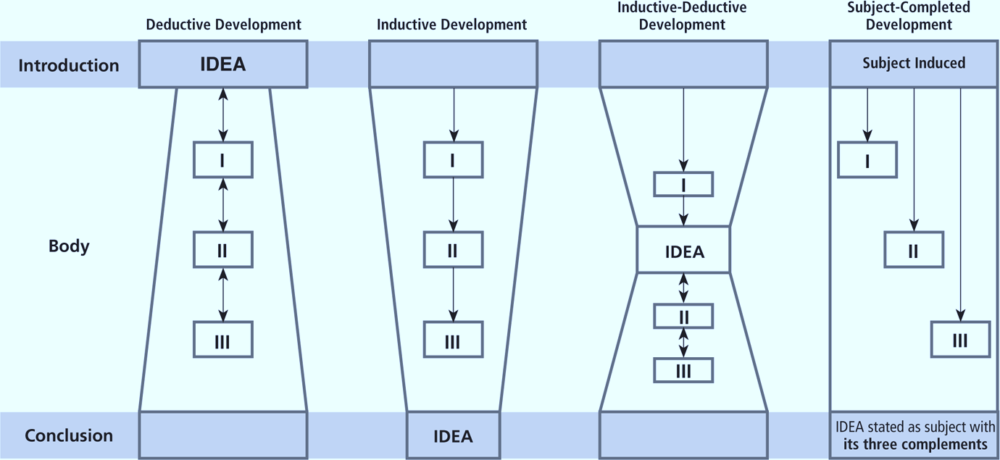 Deductive Development
Inductive Development
Inductive-Deductive
Development
Subject-Completed
Development
Introduction
IDEA
Subject Induced
Body
I
II
III
I
II
III
I
IDEA
II
III
I
II
III
Conclusion
IDEA
IDEA stated as subject with
its three complements